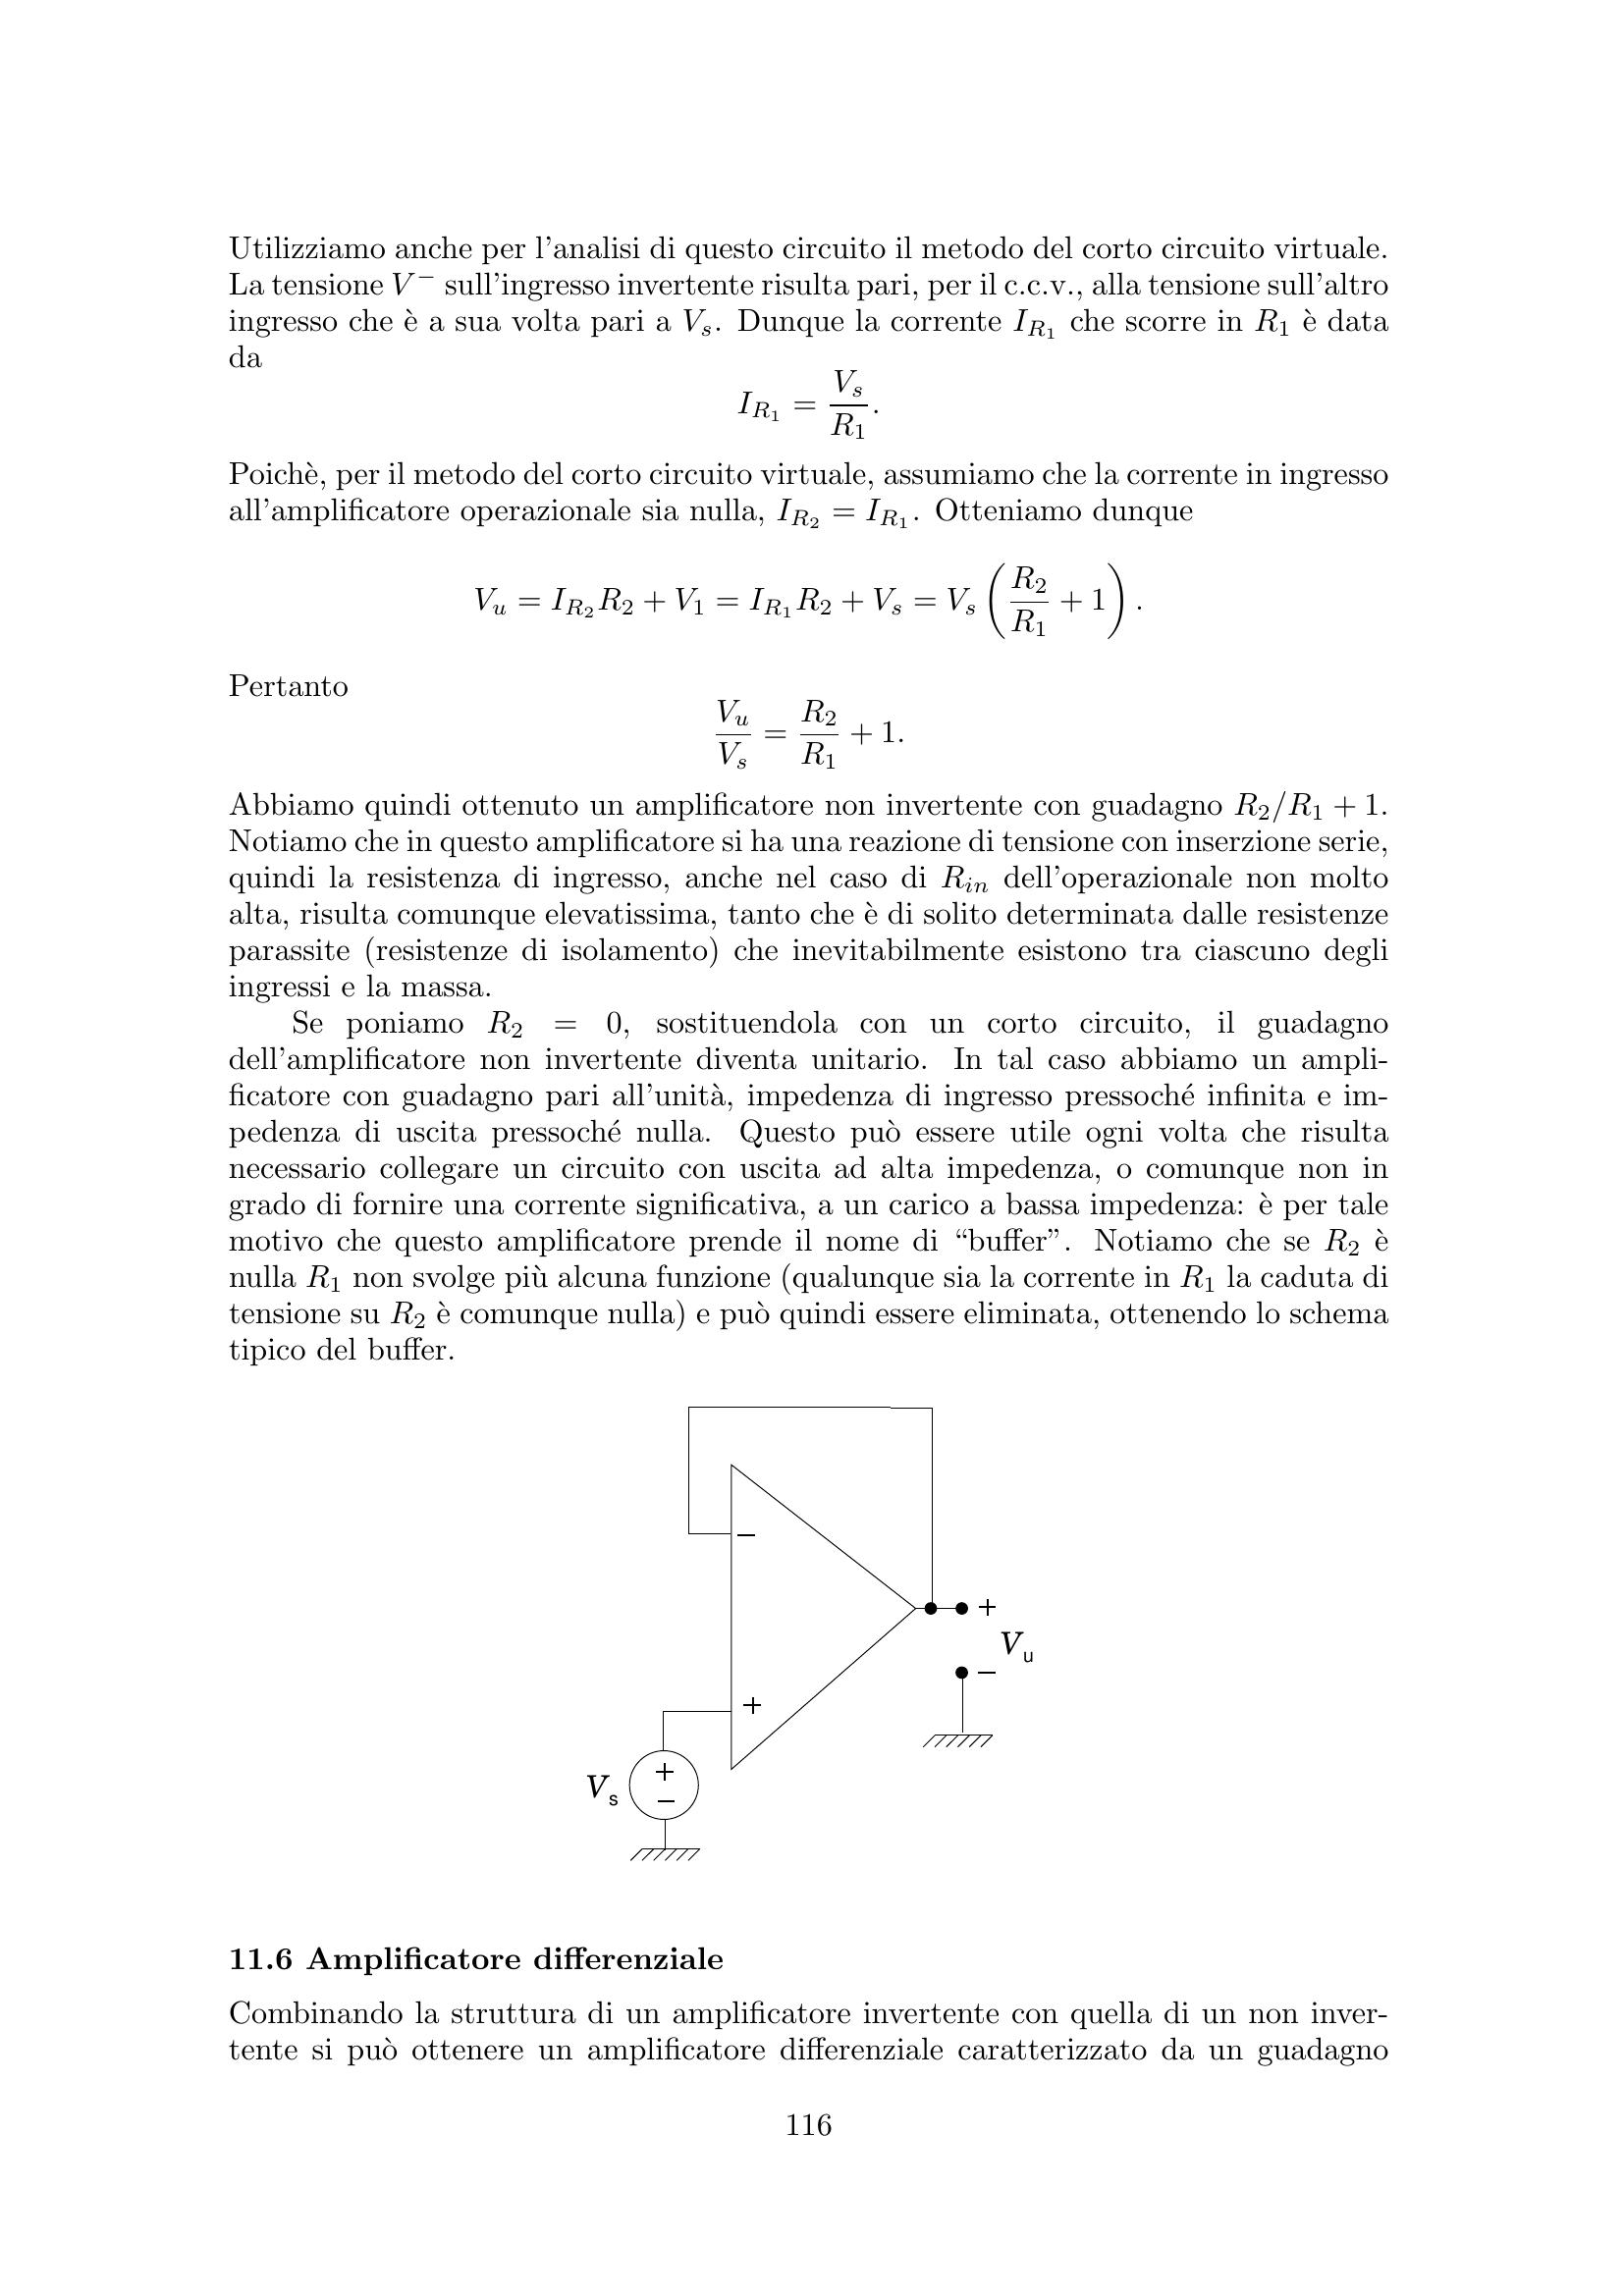 Utilizziamo anche per l'analisi di questo circuito il metodo del corto circuito virtuale.
La tensione V⁻ sull'ingresso invertente risulta pari, per il c.c.v., alla tensione sull'altro
ingresso che è a sua volta pari a V_s. Dunque la corrente I_{R_1} che scorre in R_1 è data
da
I_{R_1} = V_s / R_1.
Poichè, per il metodo del corto circuito virtuale, assumiamo che la corrente in ingresso
all'amplificatore operazionale sia nulla, I_{R_2} = I_{R_1}. Otteniamo dunque
V_u = I_{R_2} R_2 + V_1 = I_{R_1} R_2 + V_s = V_s (R_2 / R_1 + 1).
Pertanto
V_u / V_s = R_2 / R_1 + 1.
Abbiamo quindi ottenuto un amplificatore non invertente con guadagno R_2/R_1 + 1.
Notiamo che in questo amplificatore si ha una reazione di tensione con inserzione serie,
quindi la resistenza di ingresso, anche nel caso di R_{in} dell'operazionale non molto
alta, risulta comunque elevatissima, tanto che è di solito determinata dalle resistenze
parassite (resistenze di isolamento) che inevitabilmente esistono tra ciascuno degli
ingressi e la massa.
Se poniamo R_2 = 0, sostituendola con un corto circuito, il guadagno
dell'amplificatore non invertente diventa unitario. In tal caso abbiamo un ampli-
ficatore con guadagno pari all'unità, impedenza di ingresso pressoché infinita e im-
pedenza di uscita pressoché nulla. Questo può essere utile ogni volta che risulta
necessario collegare un circuito con uscita ad alta impedenza, o comunque non in
grado di fornire una corrente significativa, a un carico a bassa impedenza: è per tale
motivo che questo amplificatore prende il nome di “buffer”. Notiamo che se R_2 è
nulla R_1 non svolge più alcuna funzione (qualunque sia la corrente in R_1 la caduta di
tensione su R_2 è comunque nulla) e può quindi essere eliminata, ottenendo lo schema
tipico del buffer.
−
+
V_u
−
+
+
V_s
−
11.6 Amplificatore differenziale
Combinando la struttura di un amplificatore invertente con quella di un non inver-
tente si può ottenere un amplificatore differenziale caratterizzato da un guadagno
116